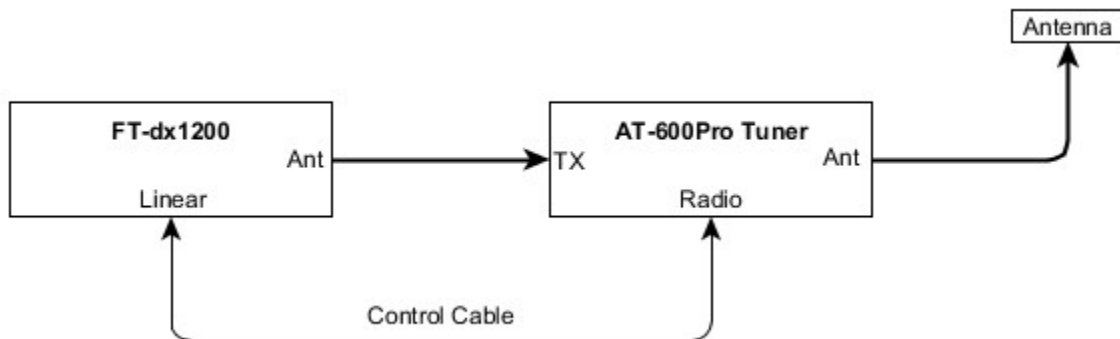 Antenna
FT-dx1200
Ant
Linear
AT-600Pro Tuner
TX
Ant
Radio
Control Cable